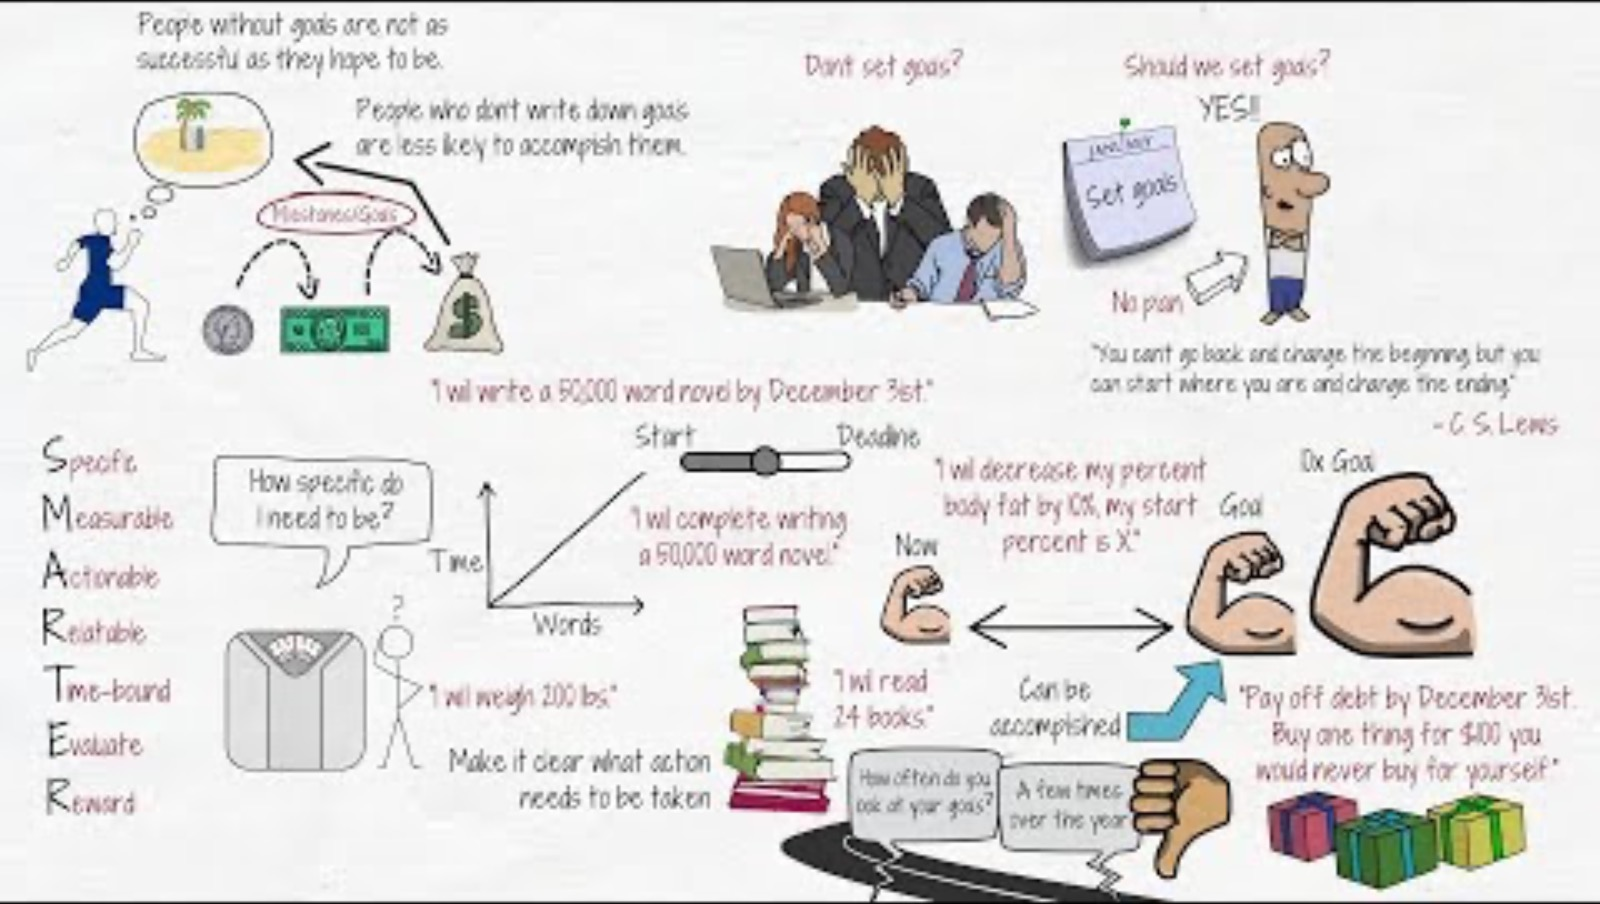 People without goals are not as
successful as they hope to be.
People who don't write down goals
are less likely to accomplish them.
Milestones/Goals
Don't set goals?
Should we set goals?
YES!!
Set goals
No plan
"You can't go back and change the beginning, but you
can start where you are and change the ending."
- C. S. Lewis
"I will write a 50,000 word novel by December 31st."
Start
Deadline
Specific
Measurable
Actionable
Relatable
Time-bound
Evaluate
Reward
How specific do
I need to be?
Time
Words
"I will complete writing
a 50,000 word novel."
"I will decrease my percent
body fat by 10%, my start
percent is X."
Now
Goal
10x Goal
?
"I will weigh 200 lbs."
Make it clear what action
needs to be taken
"I will read
24 books."
Can be
accomplished
How often do you
look at your goals?
A few times
over the year
"Pay off debt by December 31st.
Buy one thing for $100 you
would never buy for yourself."